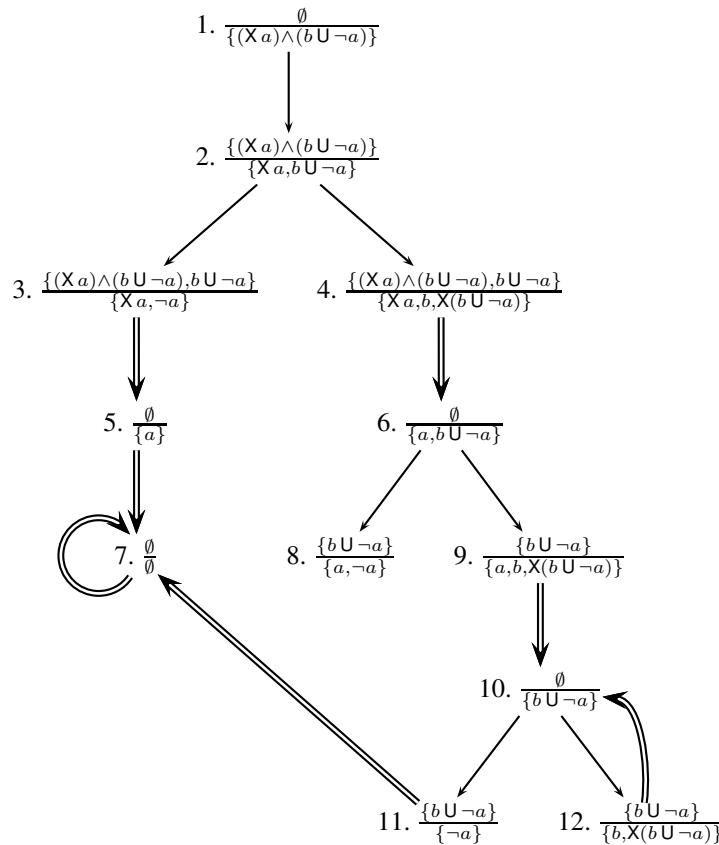 1. ∅ / {(X a)∧(b U ¬a)}
2. {(X a)∧(b U ¬a)} / {X a,b U ¬a}
3. {(X a)∧(b U ¬a),b U ¬a} / {X a,¬a}
4. {(X a)∧(b U ¬a),b U ¬a} / {X a,b,X(b U ¬a)}
5. ∅ / {a}
6. ∅ / {a,b U ¬a}
7. ∅ / ∅
8. {b U ¬a} / {a,¬a}
9. {b U ¬a} / {a,b,X(b U ¬a)}
10. ∅ / {b U ¬a}
11. {b U ¬a} / {¬a}
12. {b U ¬a} / {b,X(b U ¬a)}